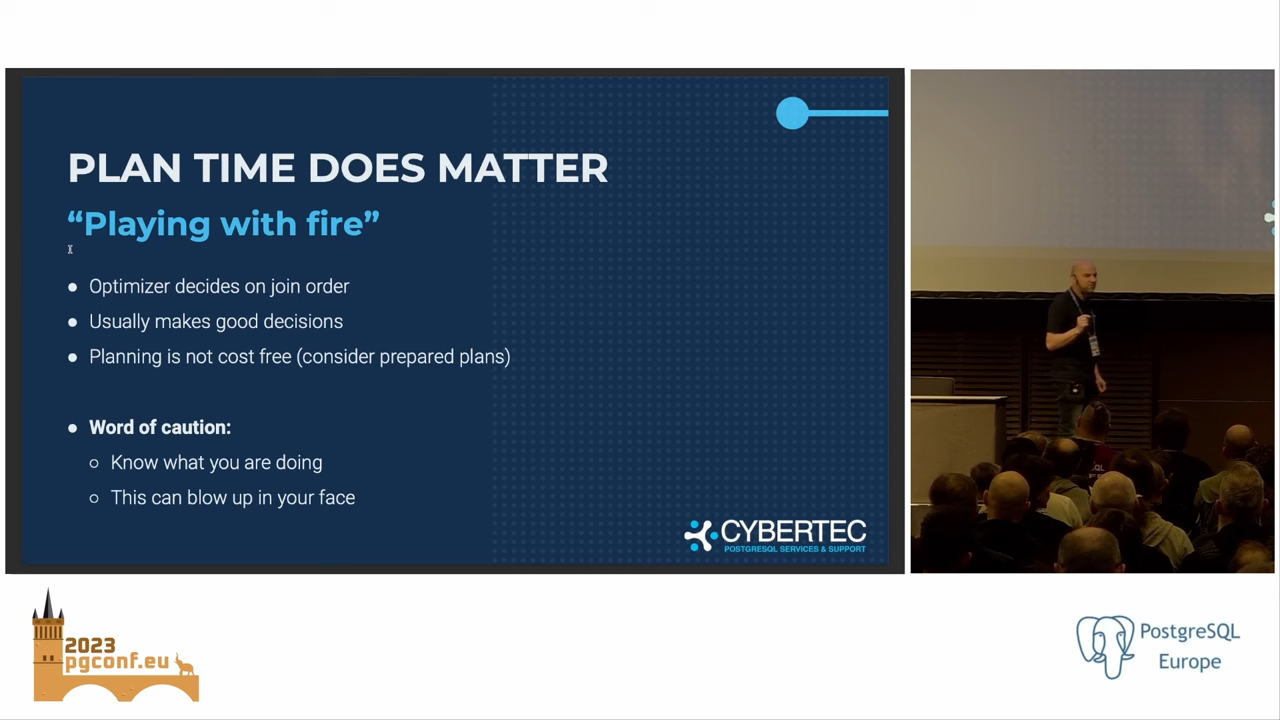 PLAN TIME DOES MATTER
“Playing with fire”
● Optimizer decides on join order
● Usually makes good decisions
● Planning is not cost free (consider prepared plans)
● Word of caution:
○ Know what you are doing
○ This can blow up in your face
CYBERTEC
POSTGRESQL SERVICES & SUPPORT
2023
pgconf.eu
PostgreSQL
Europe